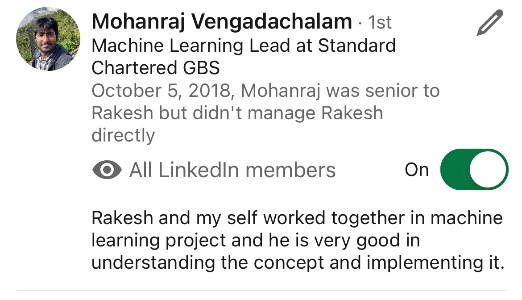 Mohanraj Vengadachalam · 1st
Machine Learning Lead at Standard
Chartered GBS
October 5, 2018, Mohanraj was senior to
Rakesh but didn't manage Rakesh
directly
All LinkedIn members On
Rakesh and my self worked together in machine
learning project and he is very good in
understanding the concept and implementing it.